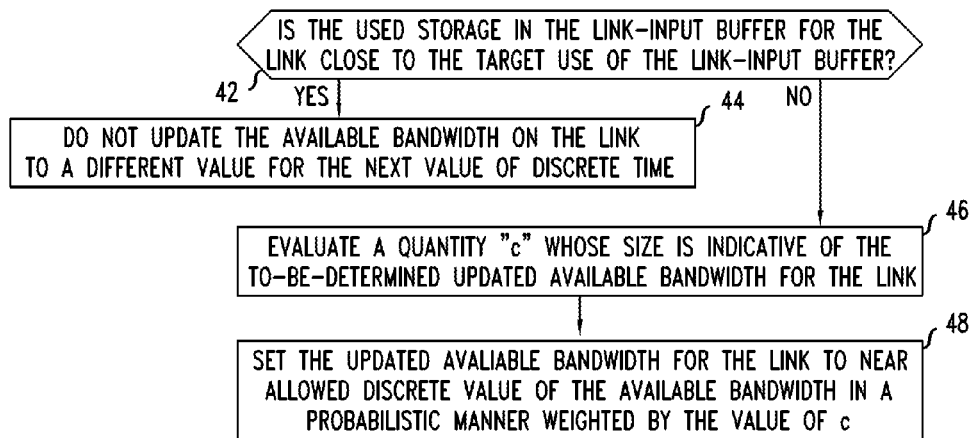 IS THE USED STORAGE IN THE LINK-INPUT BUFFER FOR THE
LINK CLOSE TO THE TARGET USE OF THE LINK-INPUT BUFFER?
42
YES
44
NO
DO NOT UPDATE THE AVAILABLE BANDWIDTH ON THE LINK
TO A DIFFERENT VALUE FOR THE NEXT VALUE OF DISCRETE TIME
46
EVALUATE A QUANTITY "c" WHOSE SIZE IS INDICATIVE OF THE
TO-BE-DETERMINED UPDATED AVAILABLE BANDWIDTH FOR THE LINK
48
SET THE UPDATED AVALIABLE BANDWIDTH FOR THE LINK TO NEAR
ALLOWED DISCRETE VALUE OF THE AVAILABLE BANDWIDTH IN A
PROBABILISTIC MANNER WEIGHTED BY THE VALUE OF c